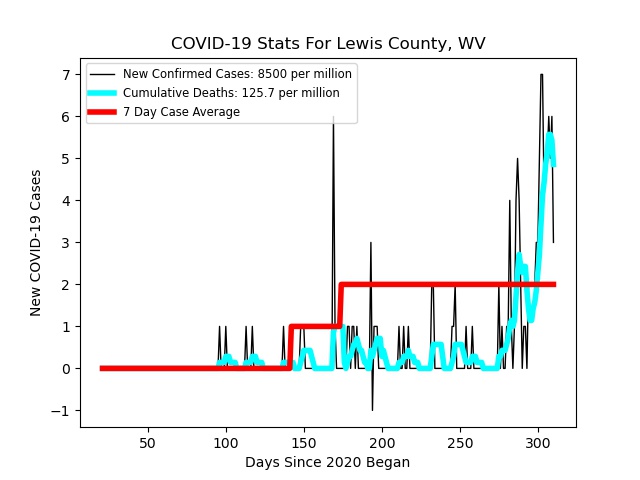 COVID-19 Stats For Lewis County, WV
New Confirmed Cases: 8500 per million
Cumulative Deaths: 125.7 per million
7 Day Case Average
New COVID-19 Cases
7
6
5
4
3
2
1
0
−1
50 100 150 200 250 300
Days Since 2020 Began